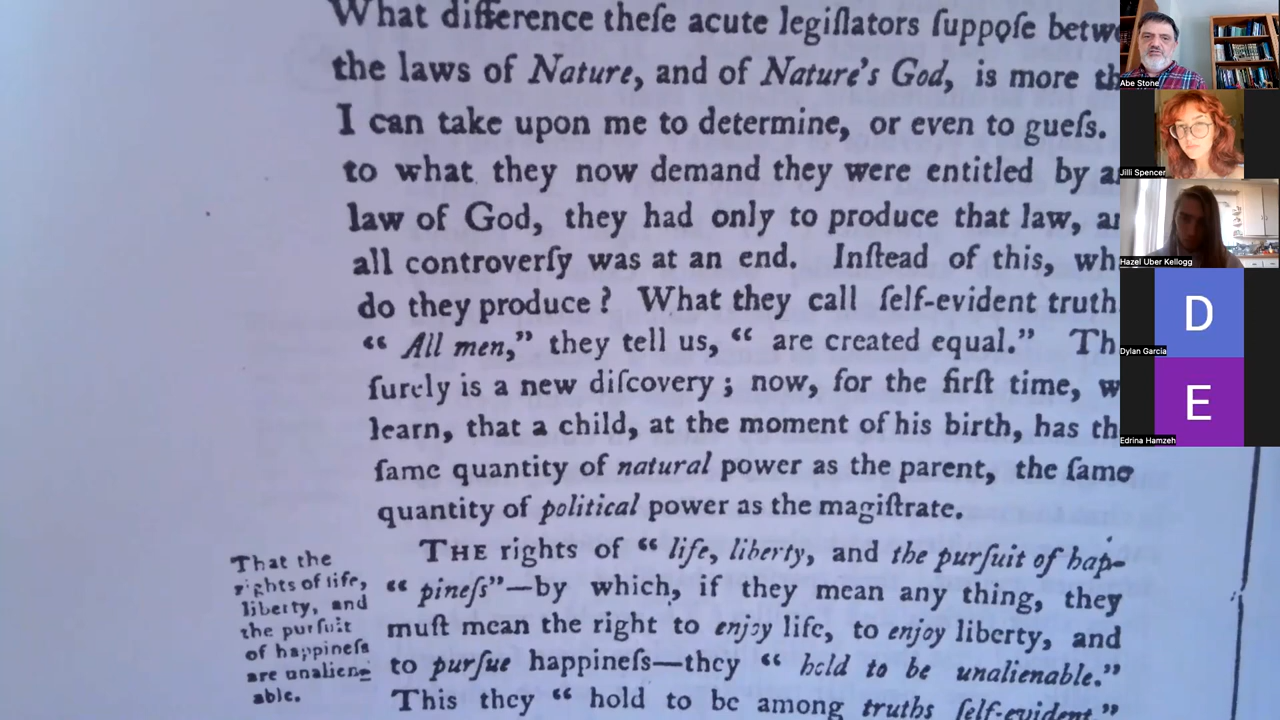 What difference theſe acute legiſlators ſuppoſe
the laws of Nature, and of Nature's God, is more
I can take upon me to determine, or even to gueſs.
to what they now demand they were entitled by
law of God, they had only to produce that law,
all controverſy was at an end. Inſtead of this,
do they produce? What they call ſelf-evident
“ All men,” they tell us, “ are created equal.”
ſurely is a new diſcovery; now, for the firſt time,
learn, that a child, at the moment of his birth, has
ſame quantity of natural power as the parent, the ſame
quantity of political power as the magiſtrate.
That the
rights of life,
liberty, and
the purſuit
of happineſs
are unalien-
able.
THE rights of “ life, liberty, and the purſuit of hap-
“ pineſs”—by which, if they mean any thing, they
muſt mean the right to enjoy life, to enjoy liberty, and
to purſue happineſs—they “ hold to be unalienable.”
This they “ hold to be among truths ſelf-evident.”
Abe Stone
Jilli Spencer
Hazel Uber Kellogg
D
Dylan Garcia
E
Edrina Hamzeh